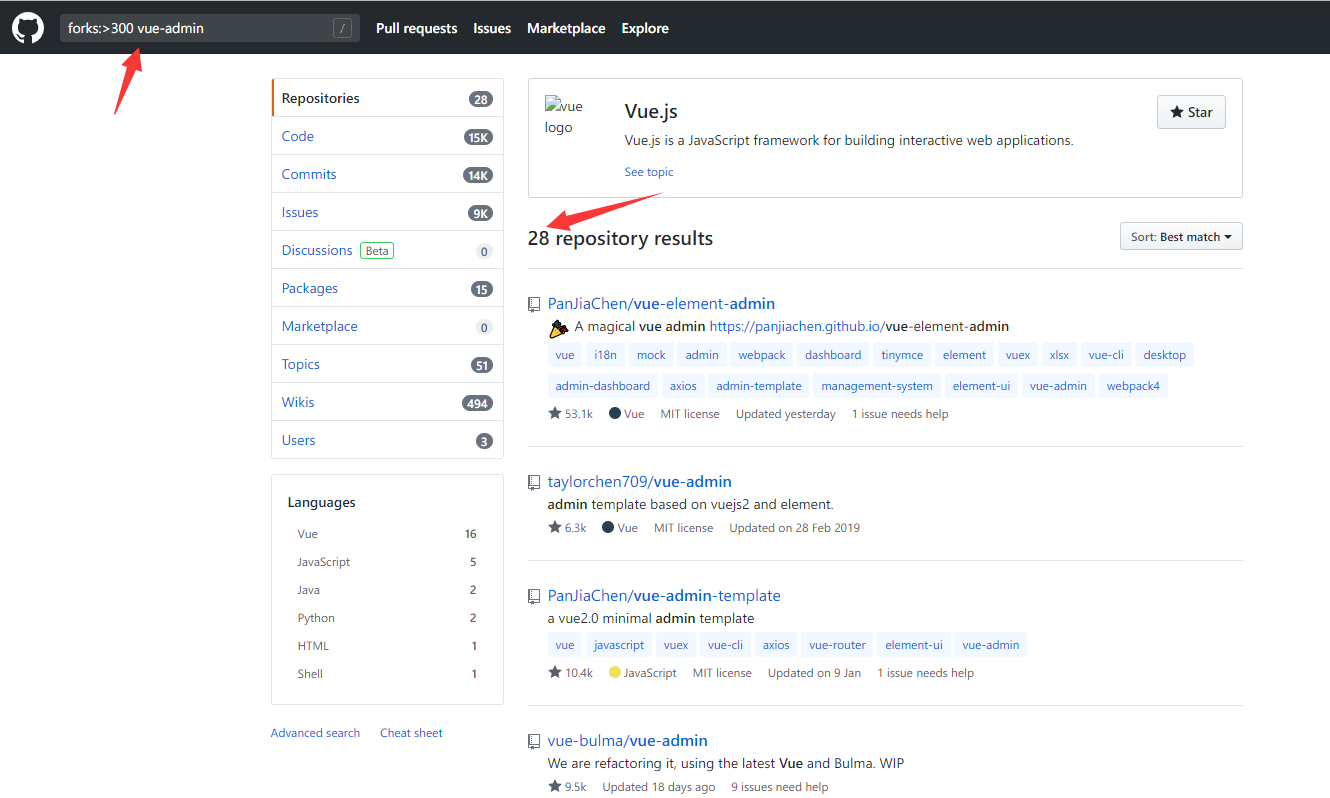 forks:>300 vue-admin / Pull requests Issues Marketplace Explore
Repositories 28
Code 15K
Commits 14K
Issues 9K
Discussions Beta 0
Packages 15
Marketplace 0
Topics 51
Wikis 494
Users 3
Languages
Vue 16
JavaScript 5
Java 2
Python 2
HTML 1
Shell 1
Advanced search Cheat sheet
vue
logo
Vue.js
Star
Vue.js is a JavaScript framework for building interactive web applications.
See topic
28 repository results
Sort: Best match
PanJiaChen/vue-element-admin
A magical vue admin https://panjiachen.github.io/vue-element-admin
vue i18n mock admin webpack dashboard tinymce element vuex xlsx vue-cli desktop
admin-dashboard axios admin-template management-system element-ui vue-admin webpack4
53.1k Vue MIT license Updated yesterday 1 issue needs help
taylorchen709/vue-admin
admin template based on vuejs2 and element.
6.3k Vue MIT license Updated on 28 Feb 2019
PanJiaChen/vue-admin-template
a vue2.0 minimal admin template
vue javascript vuex vue-cli axios vue-router element-ui vue-admin
10.4k JavaScript MIT license Updated on 9 Jan 1 issue needs help
vue-bulma/vue-admin
We are refactoring it, using the latest Vue and Bulma. WIP
9.5k Updated 18 days ago 9 issues need help